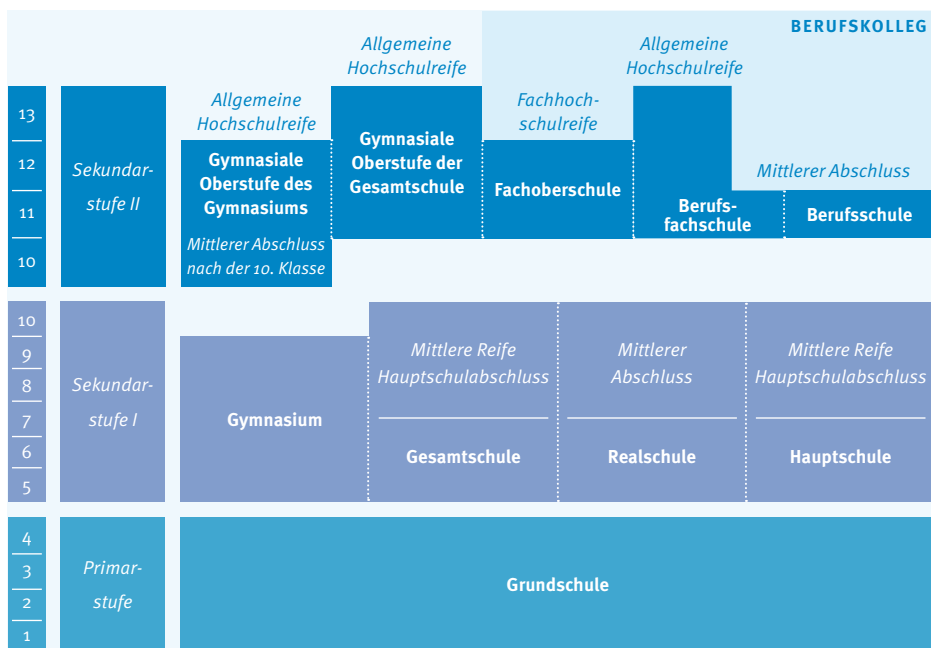 BERUFSKOLLEG
Allgemeine
Hochschulreife
Allgemeine
Hochschulreife
Allgemeine
Hochschulreife
Fachhoch-
schulreife
Mittlerer Abschluss
13
12
11
10
Sekundar-
stufe II
Gymnasiale
Oberstufe des
Gymnasiums
Mittlerer Abschluss
nach der 10. Klasse
Gymnasiale
Oberstufe der
Gesamtschule
Fachoberschule
Berufs-
fachschule
Berufsschule
10
9
8
7
6
5
Sekundar-
stufe I
Gymnasium
Mittlere Reife
Hauptschulabschluss
Gesamtschule
Mittlerer
Abschluss
Realschule
Mittlere Reife
Hauptschulabschluss
Hauptschule
4
3
2
1
Primar-
stufe
Grundschule